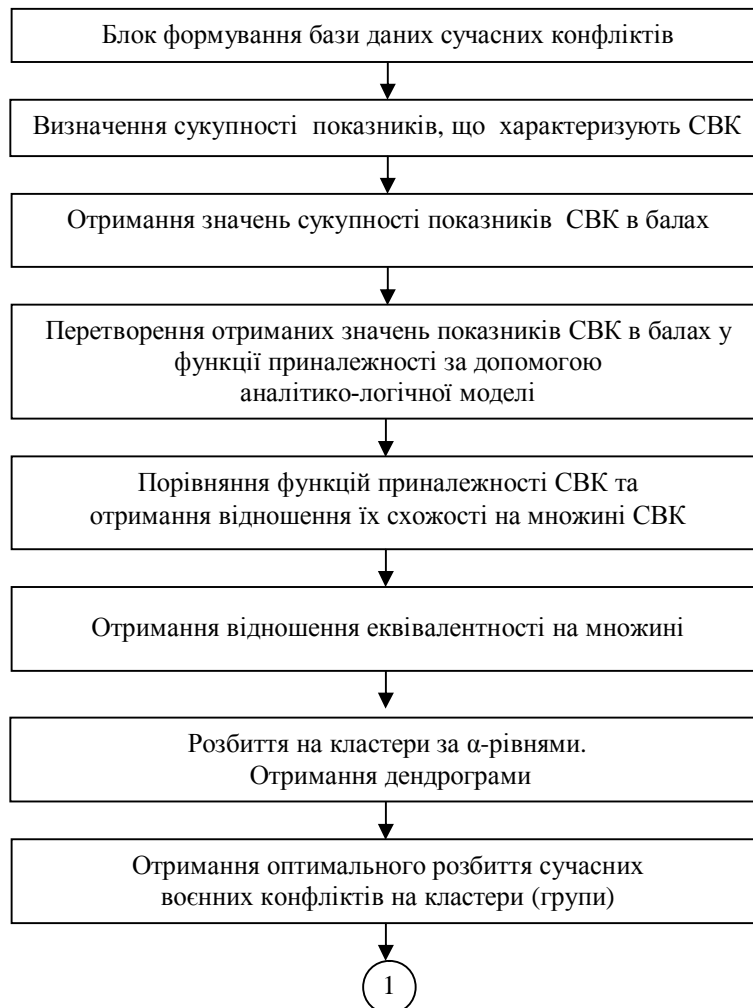 Блок формування бази даних сучасних конфліктів
Визначення сукупності показників, що характеризують СВК
Отримання значень сукупності показників СВК в балах
Перетворення отриманих значень показників СВК в балах у
функції приналежності за допомогою
аналітико-логічної моделі
Порівняння функцій приналежності СВК та
отримання відношення їх схожості на множині СВК
Отримання відношення еквівалентності на множині
Розбиття на кластери за α-рівнями.
Отримання дендрограми
Отримання оптимального розбиття сучасних
воєнних конфліктів на кластери (групи)
1